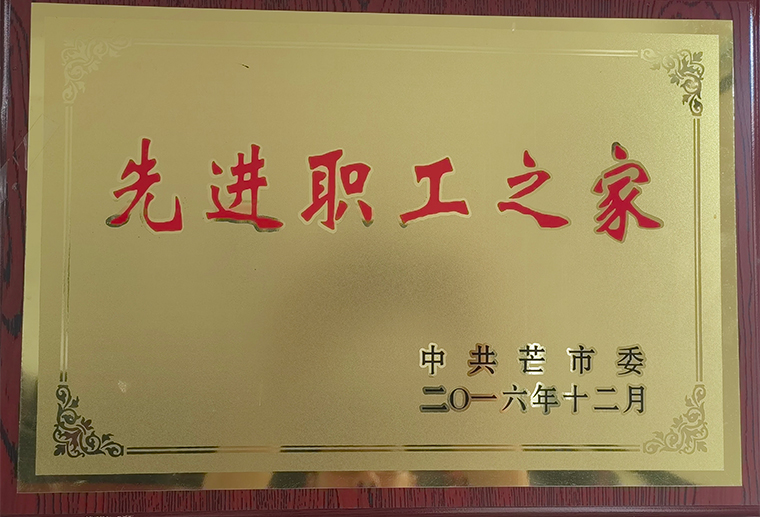 先进职工之家
中共芒市委
二〇一六年十二月